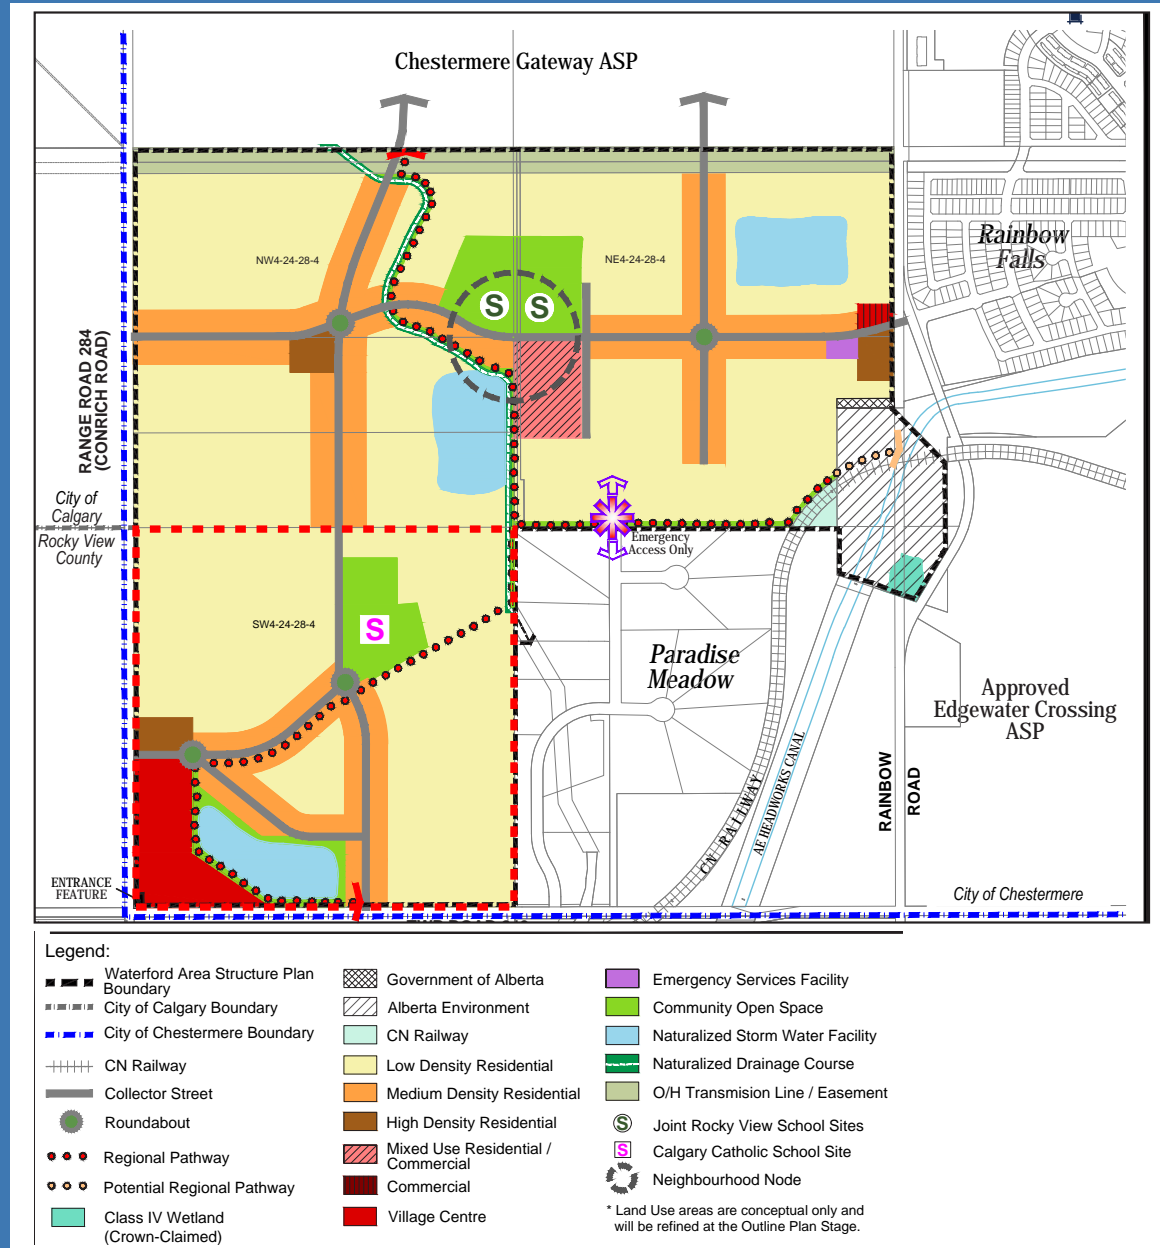 Chestermere Gateway ASP
Rainbow
Falls
NW4-24-28-4
NE4-24-28-4
S
S
RANGE ROAD 284
(CONRICH ROAD)
City of
Calgary
Rocky View
County
Emergency
Access Only
SW4-24-28-4
S
Paradise
Meadow
Approved
Edgewater Crossing
ASP
CN RAILWAY
AE HEADWORKS CANAL
RAINBOW
ROAD
ENTRANCE
FEATURE
City of Chestermere
Legend:
Waterford Area Structure Plan
Boundary
City of Calgary Boundary
City of Chestermere Boundary
CN Railway
Collector Street
Roundabout
Regional Pathway
Potential Regional Pathway
Class IV Wetland
(Crown-Claimed)
Government of Alberta
Alberta Environment
CN Railway
Low Density Residential
Medium Density Residential
High Density Residential
Mixed Use Residential /
Commercial
Commercial
Village Centre
Emergency Services Facility
Community Open Space
Naturalized Storm Water Facility
Naturalized Drainage Course
O/H Transmision Line / Easement
S Joint Rocky View School Sites
S Calgary Catholic School Site
Neighbourhood Node
* Land Use areas are conceptual only and
will be refined at the Outline Plan Stage.